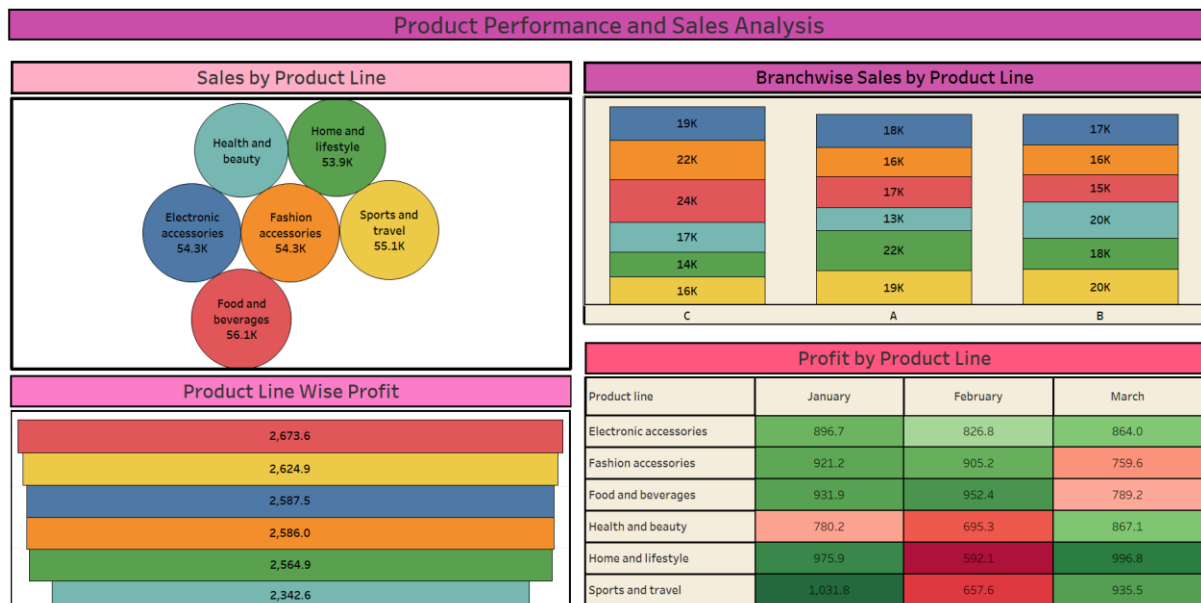 Product Performance and Sales Analysis
Sales by Product Line
Health and
beauty
Home and
lifestyle
53.9K
Electronic
accessories
54.3K
Fashion
accessories
54.3K
Sports and
travel
55.1K
Food and
beverages
56.1K
Branchwise Sales by Product Line
19K
22K
24K
17K
14K
16K
C
18K
16K
17K
13K
22K
19K
A
17K
16K
15K
20K
18K
20K
B
Product Line Wise Profit
2,673.6
2,624.9
2,587.5
2,586.0
2,564.9
2,342.6
Profit by Product Line
Product line January February March
Electronic accessories 896.7 826.8 864.0
Fashion accessories 921.2 905.2 759.6
Food and beverages 931.9 952.4 789.2
Health and beauty 780.2 695.3 867.1
Home and lifestyle 975.9 592.1 996.8
Sports and travel 1,031.8 657.6 935.5